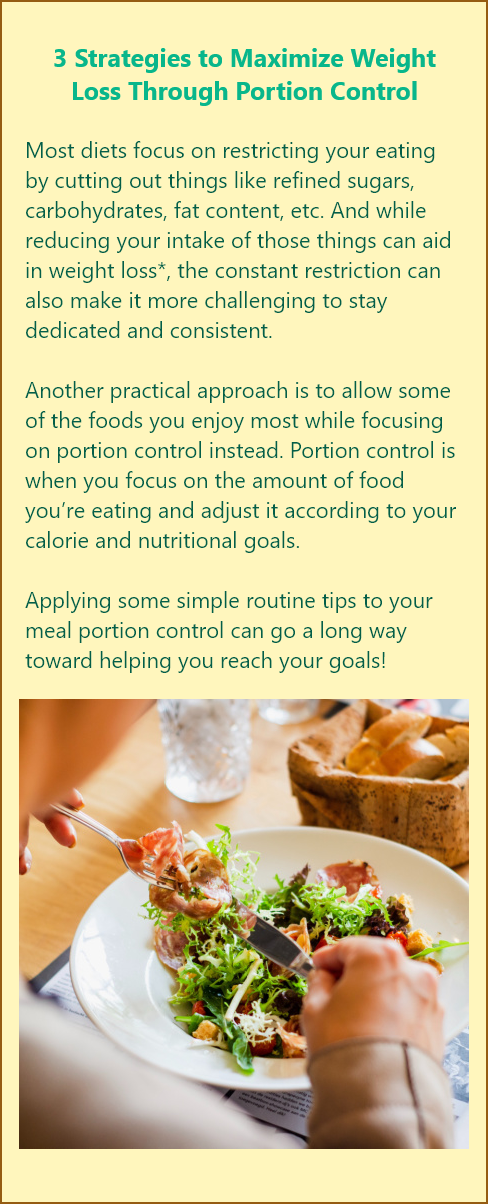 3 Strategies to Maximize Weight
Loss Through Portion Control
Most diets focus on restricting your eating
by cutting out things like refined sugars,
carbohydrates, fat content, etc. And while
reducing your intake of those things can aid
in weight loss*, the constant restriction can
also make it more challenging to stay
dedicated and consistent.
Another practical approach is to allow some
of the foods you enjoy most while focusing
on portion control instead. Portion control is
when you focus on the amount of food
you’re eating and adjust it according to your
calorie and nutritional goals.
Applying some simple routine tips to your
meal portion control can go a long way
toward helping you reach your goals!